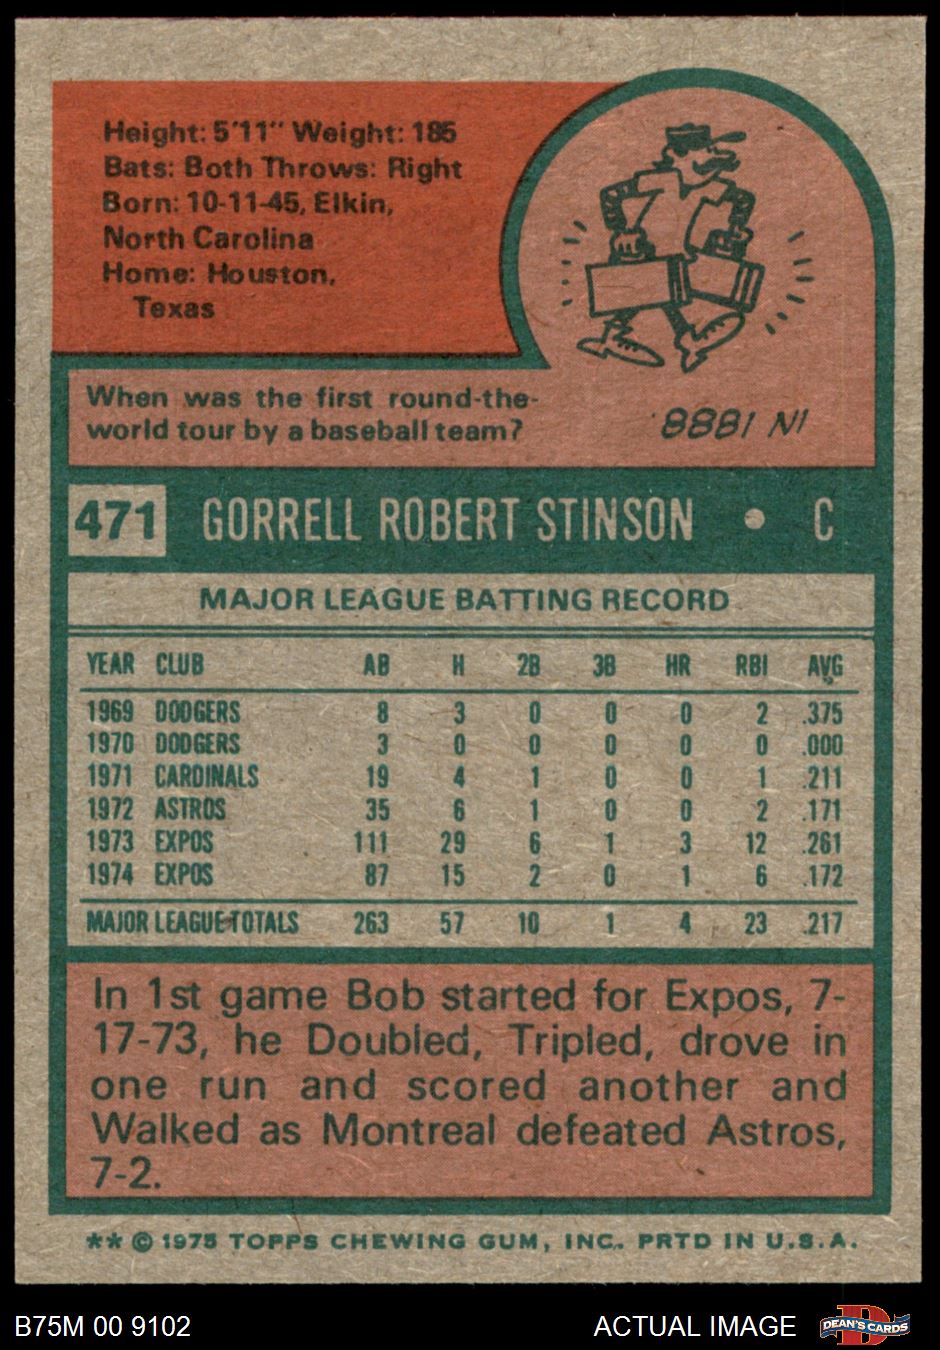 Height: 5'11" Weight: 185
Bats: Both Throws: Right
Born: 10-11-45, Elkin,
North Carolina
Home: Houston,
Texas
When was the first round-the-
world tour by a baseball team?
IN 1888.
471 GORRELL ROBERT STINSON • C
MAJOR LEAGUE BATTING RECORD
YEAR CLUB AB H 2B 3B HR RBI AVG
1969 DODGERS 8 3 0 0 0 2 .375
1970 DODGERS 3 0 0 0 0 0 .000
1971 CARDINALS 19 4 1 0 0 1 .211
1972 ASTROS 35 6 1 0 0 2 .171
1973 EXPOS 111 29 6 1 3 12 .261
1974 EXPOS 87 15 2 0 1 6 .172
MAJOR LEAGUE TOTALS 263 57 10 1 4 23 .217
In 1st game Bob started for Expos, 7-
17-73, he Doubled, Tripled, drove in
one run and scored another and
Walked as Montreal defeated Astros,
7-2.
** © 1975 TOPPS CHEWING GUM, INC. PRTD IN U.S.A.
B75M 00 9102 ACTUAL IMAGE DEAN'S CARDS